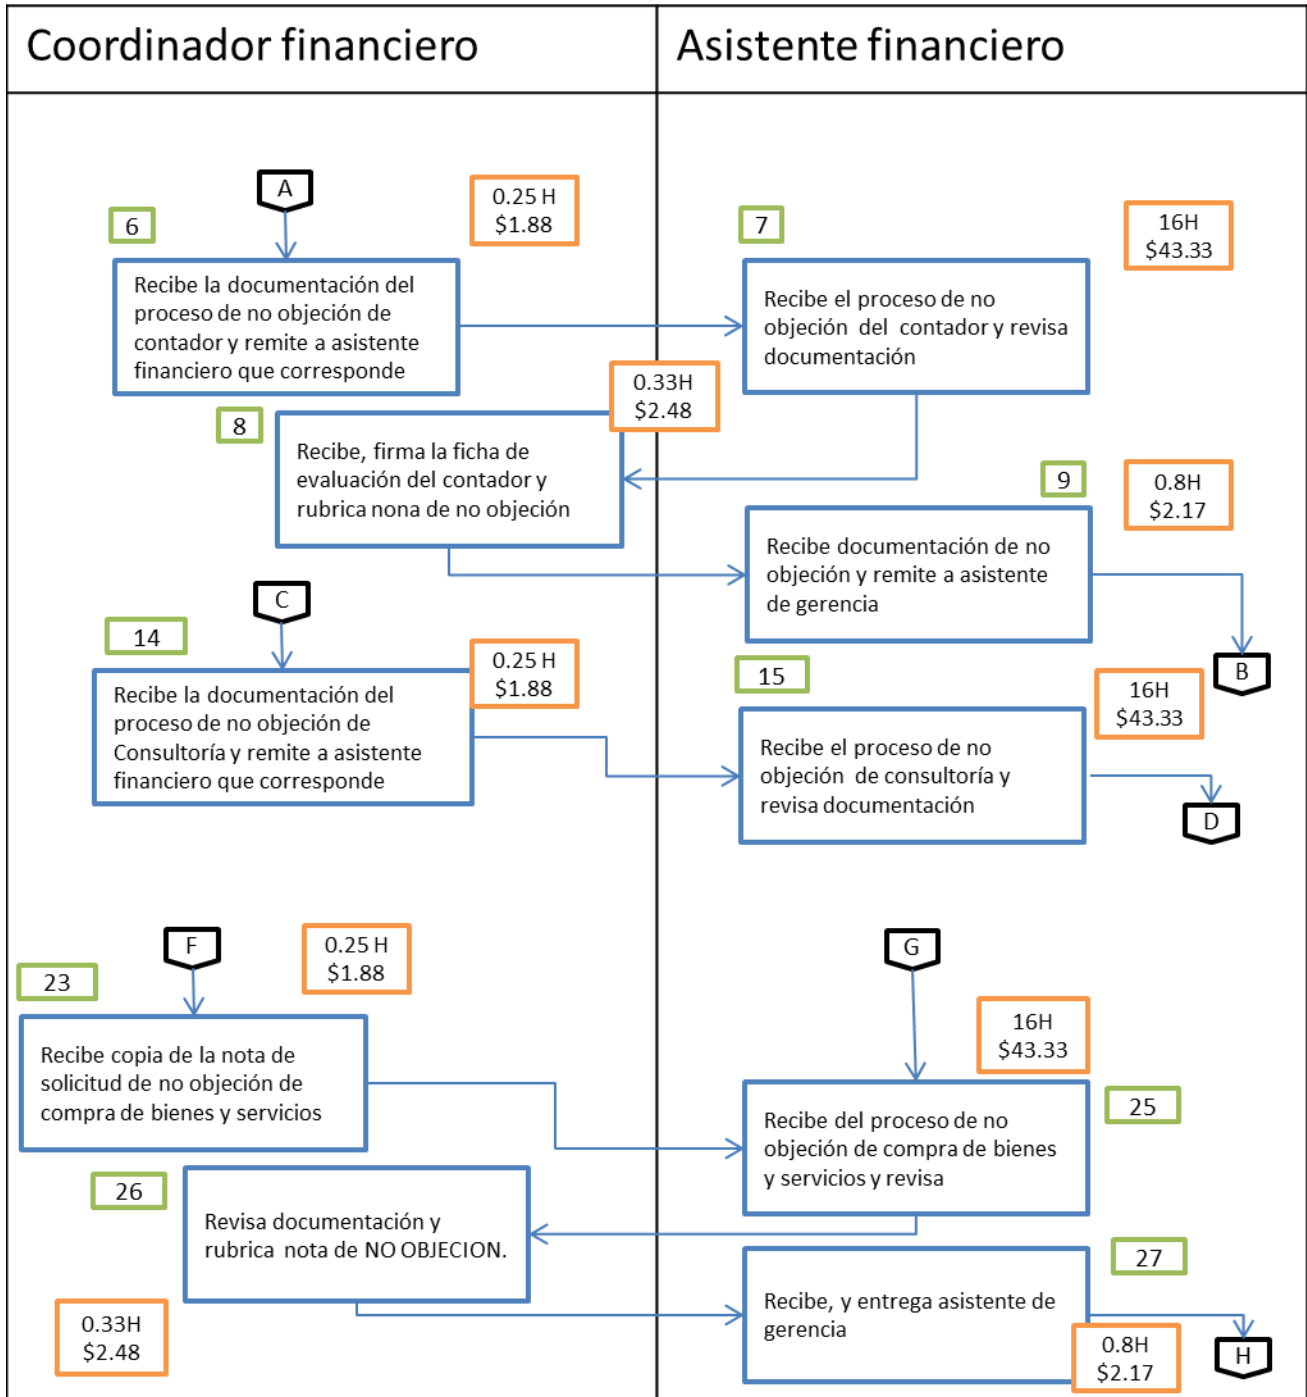 Coordinador financiero
Asistente financiero
A
0.25 H
$1.88
6
Recibe la documentación del
proceso de no objeción de
contador y remite a asistente
financiero que corresponde
7
16H
$43.33
Recibe el proceso de no
objeción del contador y revisa
documentación
0.33H
$2.48
8
Recibe, firma la ficha de
evaluación del contador y
rubrica nona de no objeción
9
0.8H
$2.17
Recibe documentación de no
objeción y remite a asistente
de gerencia
B
C
14
0.25 H
$1.88
Recibe la documentación del
proceso de no objeción de
Consultoría y remite a asistente
financiero que corresponde
15
16H
$43.33
Recibe el proceso de no
objeción de consultoría y
revisa documentación
D
F
0.25 H
$1.88
23
Recibe copia de la nota de
solicitud de no objeción de
compra de bienes y servicios
G
16H
$43.33
25
Recibe del proceso de no
objeción de compra de bienes
y servicios y revisa
26
Revisa documentación y
rubrica nota de NO OBJECION.
0.33H
$2.48
27
Recibe, y entrega asistente de
gerencia
0.8H
$2.17
H